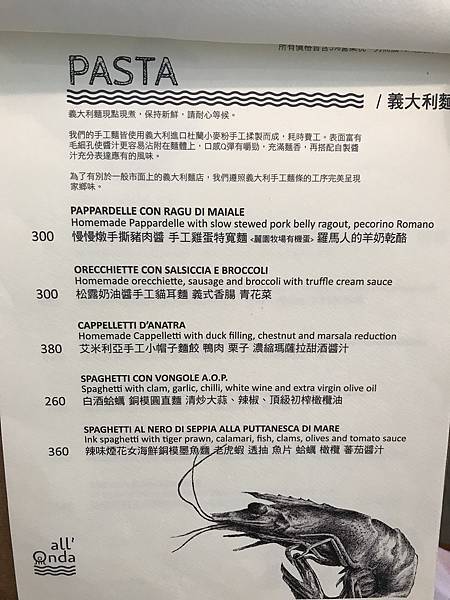 PASTA
/ 義大利麵
義大利麵現點現煮，保持新鮮，請耐心等候。
我們的手工麵皆使用義大利進口杜蘭小麥粉手工揉製而成，耗時費工。表面富有
毛細孔使醬汁更容易沾附在麵體上，口感Q彈有嚼勁，充滿麵香，再搭配自製醬
汁充分表達應有的風味。
為了有別於一般市面上的義大利麵店，我們遵照義大利手工麵條的工序完美呈現
家鄉味。
PAPPARDELLE CON RAGU DI MAIALE
Homemade Pappardelle with slow stewed pork belly ragout, pecorino Romano
300 慢慢燉手撕豬肉醬 手工雞蛋特寬麵 <麗園牧場有機蛋> 羅馬人的羊奶乾酪
ORECCHIETTE CON SALSICCIA E BROCCOLI
Homemade orecchiette, sausage and broccoli with truffle cream sauce
300 松露奶油醬手工貓耳麵 義式香腸 青花菜
CAPPELLETTI D'ANATRA
Homemade Cappelletti with duck filling, chestnut and marsala reduction
380 艾米利亞手工小帽子麵餃 鴨肉 栗子 濃縮瑪薩拉甜酒醬汁
SPAGHETTI CON VONGOLE A.O.P.
Spaghetti with clam, garlic, chilli, white wine and extra virgin olive oil
260 白酒蛤蠣 銅模圓直麵 清炒大蒜、辣椒、頂級初榨橄欖油
SPAGHETTI AL NERO DI SEPPIA ALLA PUTTANESCA DI MARE
Ink spaghetti with tiger prawn, calamari, fish, clams, olives and tomato sauce
360 辣味煙花女海鮮銅模墨魚麵 老虎蝦 透抽 魚片 蛤蠣 橄欖 蕃茄醬汁
all'
Onda